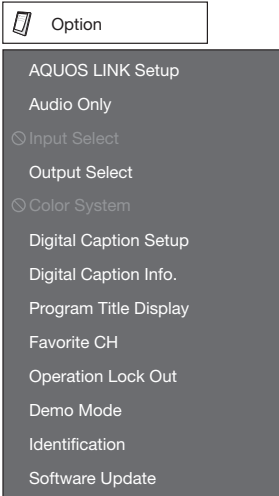 Option
AQUOS LINK Setup
Audio Only
Input Select
Output Select
Color System
Digital Caption Setup
Digital Caption Info.
Program Title Display
Favorite CH
Operation Lock Out
Demo Mode
Identification
Software Update